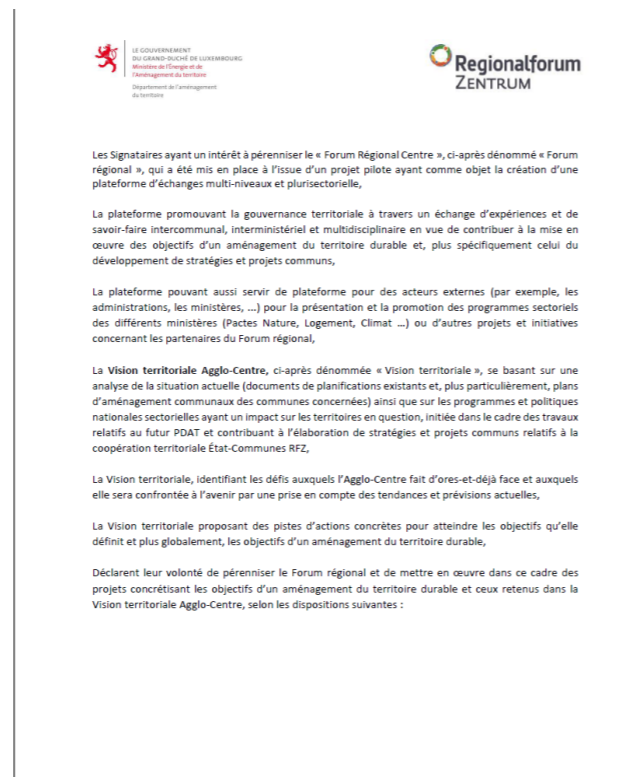 LE GOUVERNEMENT
DU GRAND-DUCHÉ DE LUXEMBOURG
Ministère de l'Énergie et de
l'Aménagement du territoire
Département de l'aménagement
du territoire
Regionalforum
ZENTRUM
Les Signataires ayant un intérêt à pérenniser le « Forum Régional Centre », ci-après dénommé « Forum
régional », qui a été mis en place à l'issue d'un projet pilote ayant comme objet la création d'une
plateforme d'échanges multi-niveaux et plurisectorielle,
La plateforme promouvant la gouvernance territoriale à travers un échange d'expériences et de
savoir-faire intercommunal, interministériel et multidisciplinaire en vue de contribuer à la mise en
œuvre des objectifs d'un aménagement du territoire durable et, plus spécifiquement celui du
développement de stratégies et projets communs,
La plateforme pouvant aussi servir de plateforme pour des acteurs externes (par exemple, les
administrations, les ministères, ...) pour la présentation et la promotion des programmes sectoriels
des différents ministères (Pactes Nature, Logement, Climat ...) ou d'autres projets et initiatives
concernant les partenaires du Forum régional,
La Vision territoriale Agglo-Centre, ci-après dénommée « Vision territoriale », se basant sur une
analyse de la situation actuelle (documents de planifications existants et, plus particulièrement, plans
d'aménagement communaux des communes concernées) ainsi que sur les programmes et politiques
nationales sectorielles ayant un impact sur les territoires en question, initiée dans le cadre des travaux
relatifs au futur PDAT et contribuant à l'élaboration de stratégies et projets communs relatifs à la
coopération territoriale État-Communes RFZ,
La Vision territoriale, identifiant les défis auxquels l'Agglo-Centre fait d'ores-et-déjà face et auxquels
elle sera confrontée à l'avenir par une prise en compte des tendances et prévisions actuelles,
La Vision territoriale proposant des pistes d'actions concrètes pour atteindre les objectifs qu'elle
définit et plus globalement, les objectifs d'un aménagement du territoire durable,
Déclarent leur volonté de pérenniser le Forum régional et de mettre en œuvre dans ce cadre des
projets concrétisant les objectifs d'un aménagement du territoire durable et ceux retenus dans la
Vision territoriale Agglo-Centre, selon les dispositions suivantes :